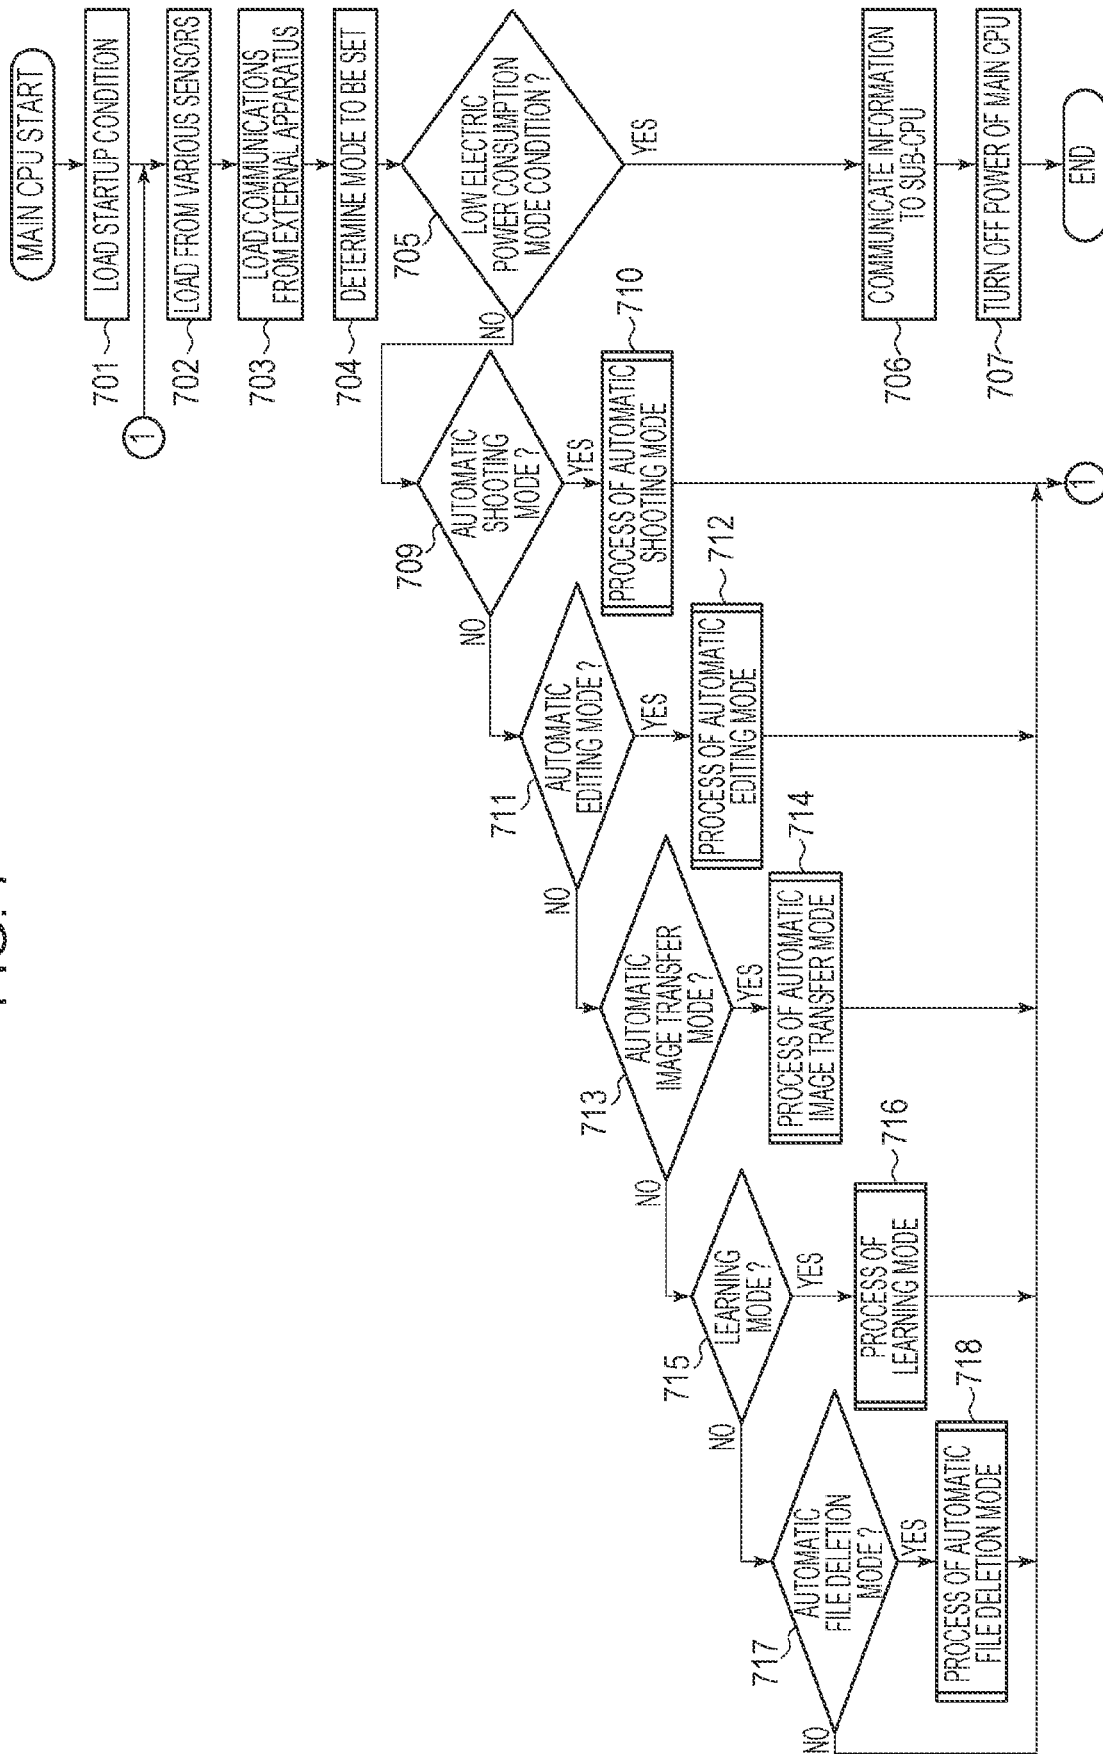 MAIN CPU START
701
LOAD STARTUP CONDITION
1
702
LOAD FROM VARIOUS SENSORS
703
LOAD COMMUNICATIONS
FROM EXTERNAL APPARATUS
704
DETERMINE MODE TO BE SET
705
LOW ELECTRIC
POWER CONSUMPTION
MODE CONDITION ?
NO
YES
706
COMMUNICATE INFORMATION
TO SUB-CPU
707
TURN OFF POWER OF MAIN CPU
END
709
AUTOMATIC
SHOOTING
MODE ?
NO
YES
710
PROCESS OF AUTOMATIC
SHOOTING MODE
711
AUTOMATIC
EDITING MODE ?
NO
YES
712
PROCESS OF AUTOMATIC
EDITING MODE
713
AUTOMATIC
IMAGE TRANSFER
MODE ?
NO
YES
714
PROCESS OF AUTOMATIC
IMAGE TRANSFER MODE
715
LEARNING
MODE ?
NO
YES
716
PROCESS OF
LEARNING MODE
717
AUTOMATIC
FILE DELETION
MODE ?
NO
YES
718
PROCESS OF AUTOMATIC
FILE DELETION MODE
1